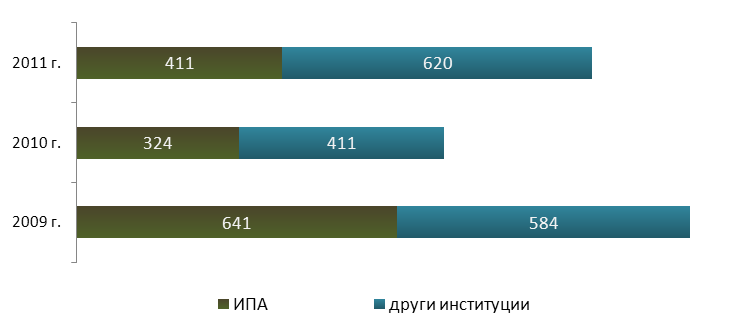 2011 г. 411 620
2010 г. 324 411
2009 г. 641 584
ИПА други институции